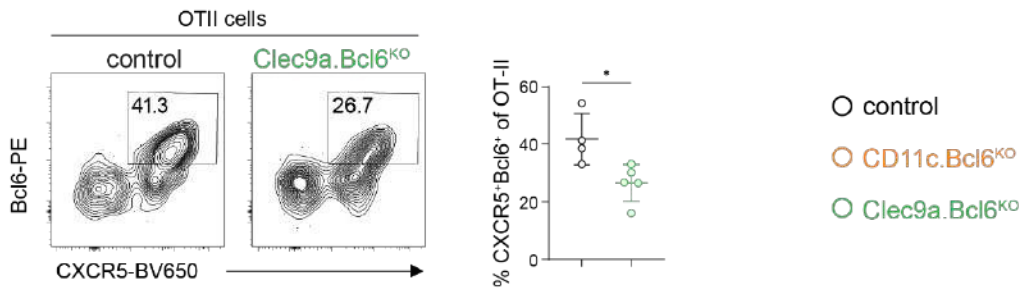 OTII cells
control
Clec9a.Bcl6KO
41.3
26.7
Bcl6-PE
CXCR5-BV650
% CXCR5+Bcl6+ of OT-II
*
60
40
20
0
control
CD11c.Bcl6KO
Clec9a.Bcl6KO